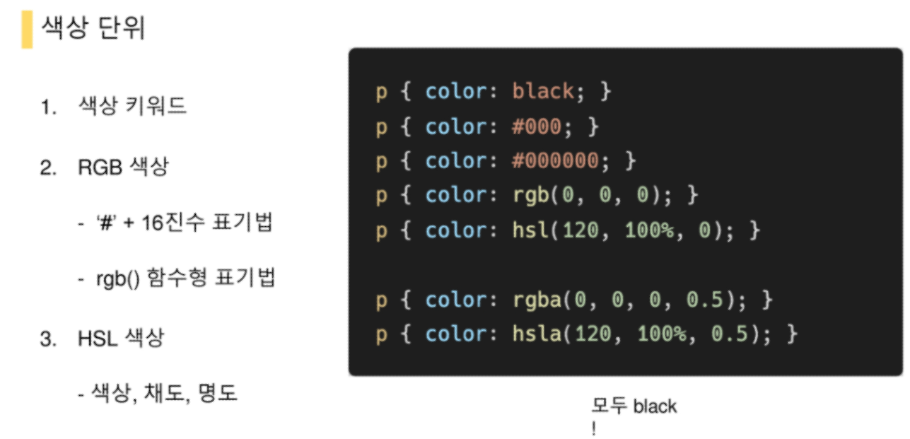 색상 단위
1. 색상 키워드
2. RGB 색상
- '#' + 16진수 표기법
- rgb() 함수형 표기법
3. HSL 색상
- 색상, 채도, 명도
p { color: black; }
p { color: #000; }
p { color: #000000; }
p { color: rgb(0, 0, 0); }
p { color: hsl(120, 100%, 0); }
p { color: rgba(0, 0, 0, 0.5); }
p { color: hsla(120, 100%, 0.5); }
모두 black
!